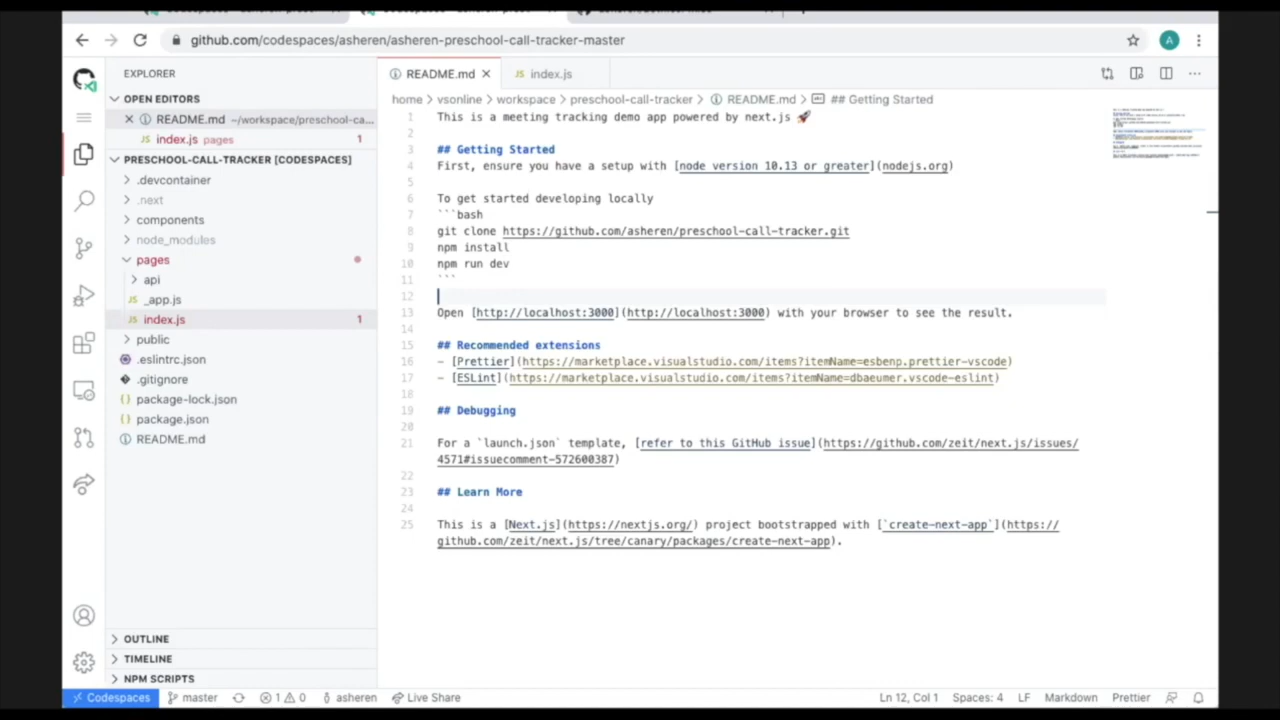 github.com/codespaces/asheren/asheren-preschool-call-tracker-master
A
EXPLORER
OPEN EDITORS
README.md ~/workspace/preschool-ca...
index.js pages 1
PRESCHOOL-CALL-TRACKER [CODESPACES]
.devcontainer
.next
components
node_modules
pages
api
_app.js
JS index.js 1
public
.eslintrc.json
.gitignore
{} package-lock.json
{} package.json
README.md
OUTLINE
TIMELINE
NPM SCRIPTS
README.md
JS index.js
home > vsonline > workspace > preschool-call-tracker > README.md > ## Getting Started
1 This is a meeting tracking demo app powered by next.js 🚀
2
3 ## Getting Started
4 First, ensure you have a setup with [node version 10.13 or greater](nodejs.org)
5
6 To get started developing locally
7 ```bash
8 git clone https://github.com/asheren/preschool-call-tracker.git
9 npm install
10 npm run dev
11 ```
12
13 Open [http://localhost:3000](http://localhost:3000) with your browser to see the result.
14
15 ## Recommended extensions
16 - [Prettier](https://marketplace.visualstudio.com/items?itemName=esbenp.prettier-vscode)
17 - [ESLint](https://marketplace.visualstudio.com/items?itemName=dbaeumer.vscode-eslint)
18
19 ## Debugging
20
21 For a `launch.json` template, [refer to this GitHub issue](https://github.com/zeit/next.js/issues/
4571#issuecomment-572600387)
22
23 ## Learn More
24
25 This is a [Next.js](https://nextjs.org/) project bootstrapped with [`create-next-app`](https://
github.com/zeit/next.js/tree/canary/packages/create-next-app).
Codespaces master 1 0 asheren Live Share Ln 12, Col 1 Spaces: 4 LF Markdown Prettier